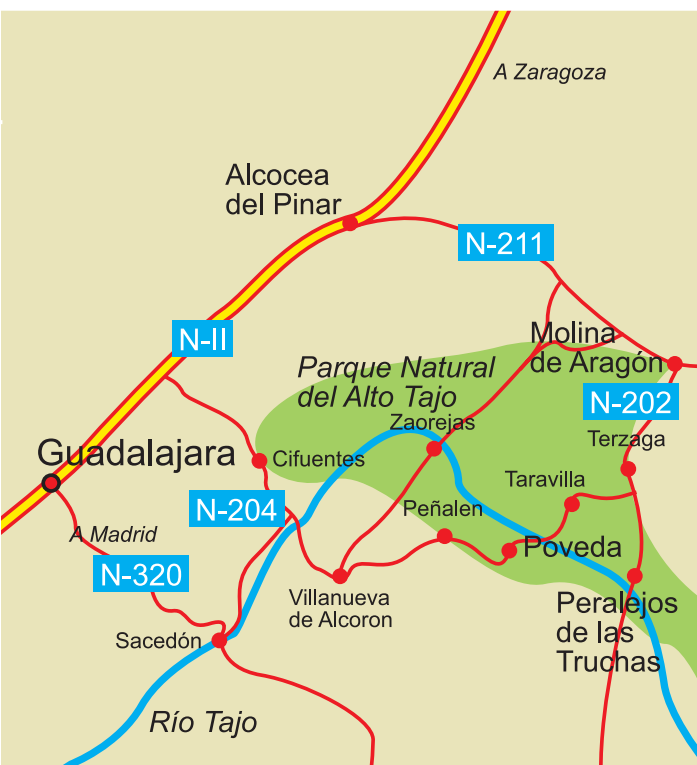 A Zaragoza
Alcocea
del Pinar
N-211
N-II
Molina
de Aragón
Parque Natural
del Alto Tajo
N-202
Zaorejas
Terzaga
Guadalajara
Cifuentes
Taravilla
N-204
Peñalen
A Madrid
Poveda
N-320
Villanueva
de Alcoron
Peralejos
de las
Truchas
Sacedón
Río Tajo